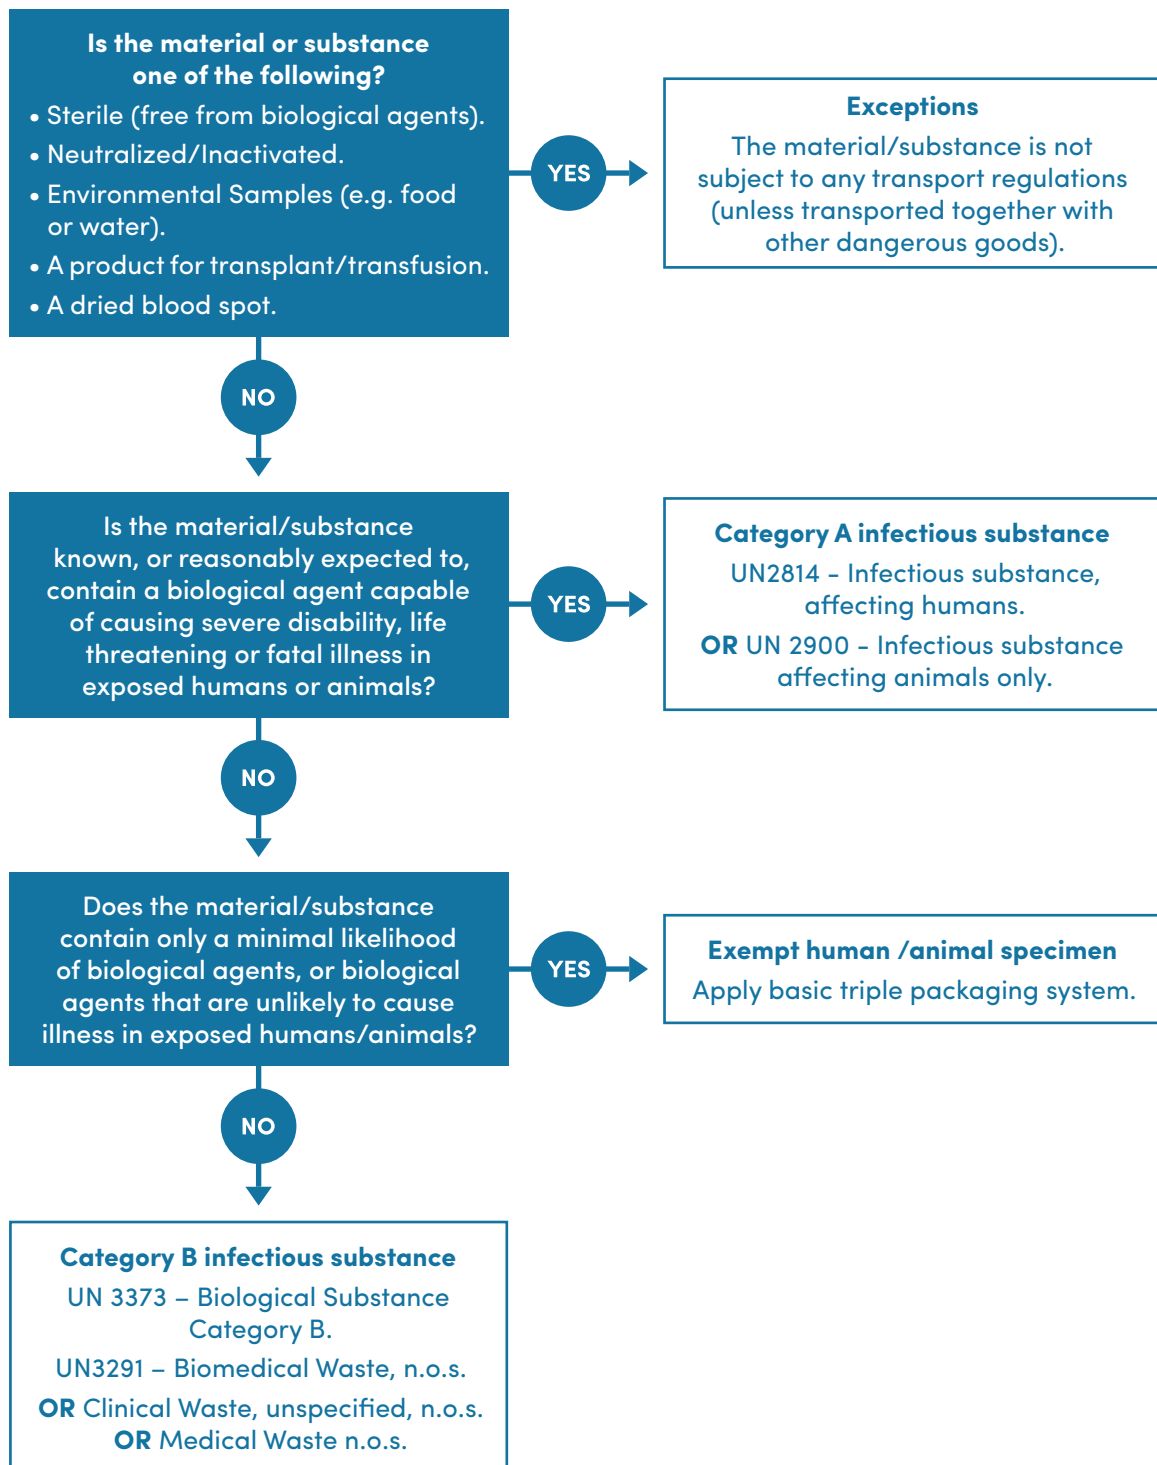 Is the material or substance
one of the following?
• Sterile (free from biological agents).
• Neutralized/Inactivated.
• Environmental Samples (e.g. food
or water).
• A product for transplant/transfusion.
• A dried blood spot.
YES
Exceptions
The material/substance is not
subject to any transport regulations
(unless transported together with
other dangerous goods).
NO
Is the material/substance
known, or reasonably expected to,
contain a biological agent capable
of causing severe disability, life
threatening or fatal illness in
exposed humans or animals?
YES
Category A infectious substance
UN2814 - Infectious substance,
affecting humans.
OR UN 2900 - Infectious substance
affecting animals only.
NO
Does the material/substance
contain only a minimal likelihood
of biological agents, or biological
agents that are unlikely to cause
illness in exposed humans/animals?
YES
Exempt human /animal specimen
Apply basic triple packaging system.
NO
Category B infectious substance
UN 3373 – Biological Substance
Category B.
UN3291 – Biomedical Waste, n.o.s.
OR Clinical Waste, unspecified, n.o.s.
OR Medical Waste n.o.s.